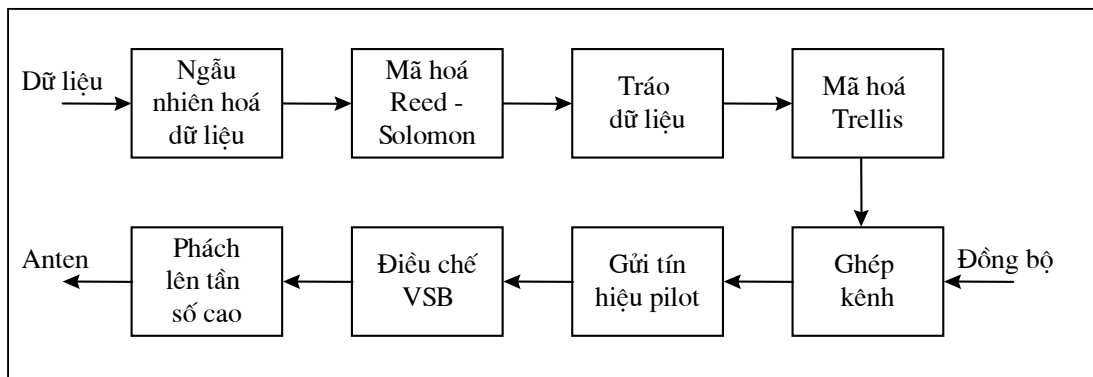 Dữ liệu
Ngẫu
nhiên hoá
dữ liệu
Mã hoá
Reed -
Solomon
Tráo
dữ liệu
Mã hoá
Trellis
Anten
Phách
lên tần
số cao
Điều chế
VSB
Gửi tín
hiệu pilot
Ghép
kênh
Đồng bộ